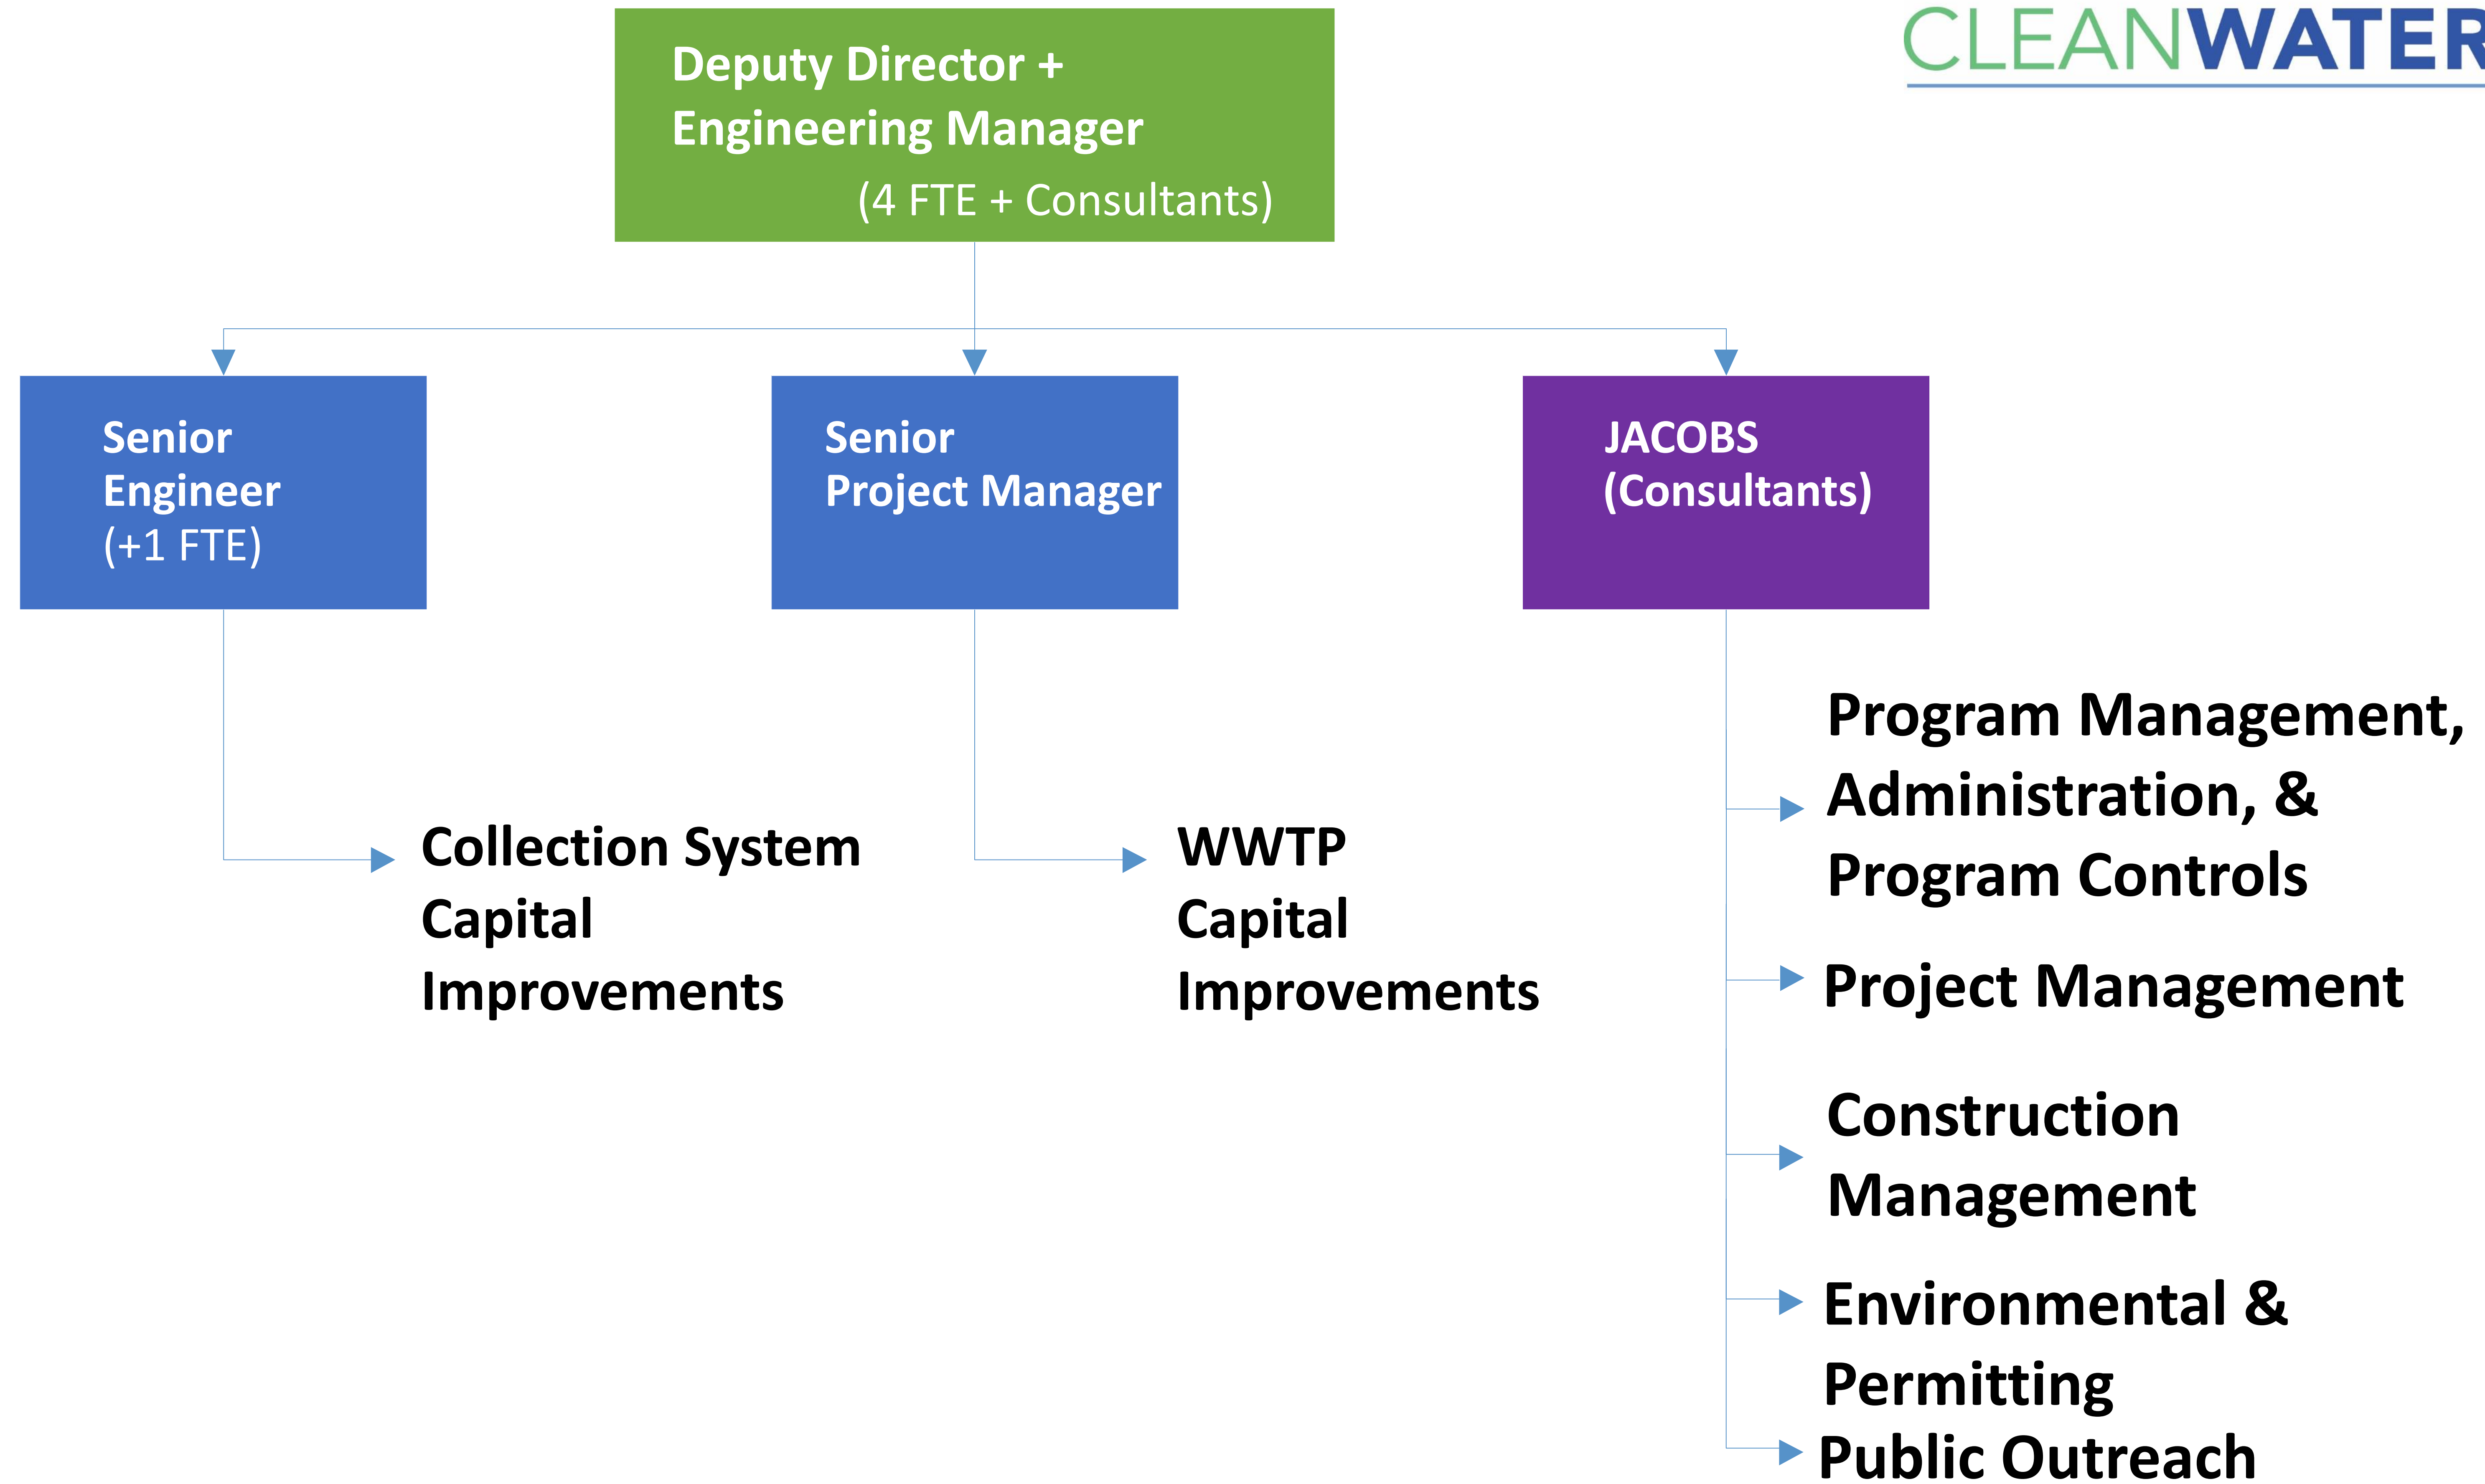 CLEANWATER
Deputy Director +
Engineering Manager
(4 FTE + Consultants)
Senior
Engineer
(+1 FTE)
Senior
Project Manager
JACOBS
(Consultants)
Collection System
Capital
Improvements
WWTP
Capital
Improvements
Program Management,
Administration, &
Program Controls
Project Management
Construction
Management
Environmental &
Permitting
Public Outreach